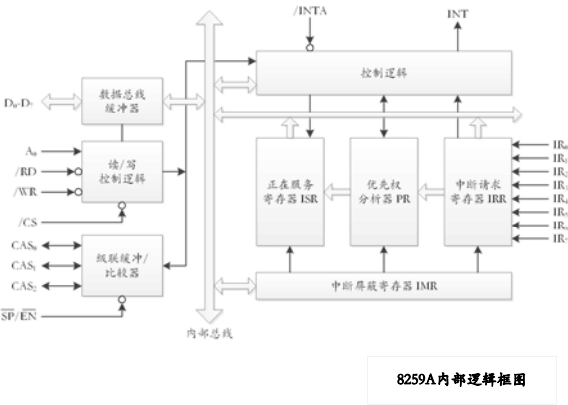 /INTA
INT
控制逻辑
D₀-D₇
数据总线
缓冲器
A₀
/RD
/WR
/CS
读/写
控制逻辑
正在服务
寄存器 ISR
优先权
分析器 PR
中断请求
寄存器 IRR
IR₀
IR₁
IR₂
IR₃
IR₄
IR₅
IR₆
IR₇
CAS₀
CAS₁
CAS₂
SP/EN
级联缓冲/
比较器
中断屏蔽寄存器 IMR
内部总线
8259A内部逻辑框图